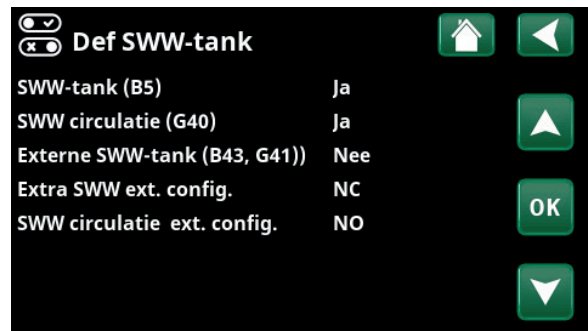 Def SWW-tank
SWW-tank (B5) Ja
SWW circulatie (G40) Ja
Externe SWW-tank (B43, G41)) Nee
Extra SWW ext. config. NC
SWW circulatie  ext. config. NO
OK